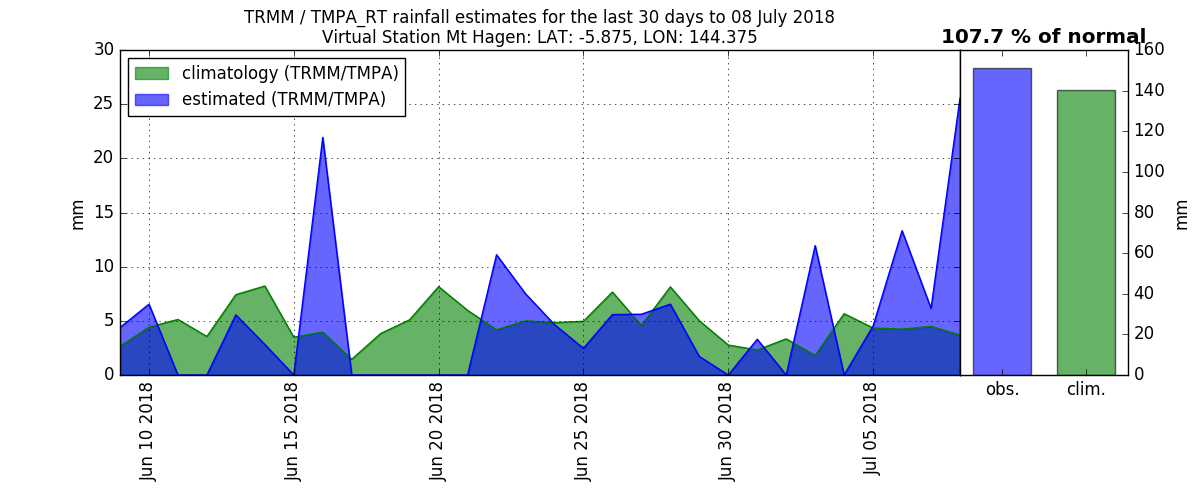 TRMM / TMPA_RT rainfall estimates for the last 30 days to 08 July 2018
Virtual Station Mt Hagen: LAT: -5.875, LON: 144.375
107.7 % of normal
climatology (TRMM/TMPA)
estimated (TRMM/TMPA)
30
25
20
15
10
5
0
mm
Jun 10 2018
Jun 15 2018
Jun 20 2018
Jun 25 2018
Jun 30 2018
Jul 05 2018
obs.
clim.
160
140
120
100
80
60
40
20
0
mm